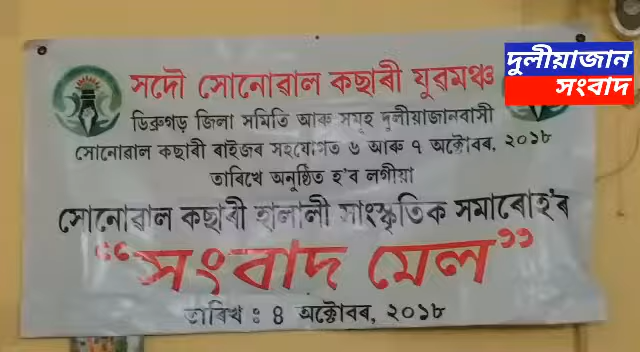 দুলীয়াজান
সংবাদ
সদৌ সোনোৱাল কছাৰী যুৱমঞ্চ
ডিব্ৰুগড় জিলা সমিতি আৰু সমূহ দুলীয়াজানবাসী
সোনোৱাল কছাৰী ৰাইজৰ সহযোগত ৬ আৰু ৭ অক্টোবৰ, ২০১৮
তাৰিখে অনুষ্ঠিত হ'ব লগীয়া
সোনোৱাল কছাৰী হালালী সাংস্কৃতিক সমাৰোহ'ৰ
“সংবাদ মেল”
তাৰিখ ঃ ৪ অক্টোবৰ, ২০১৮